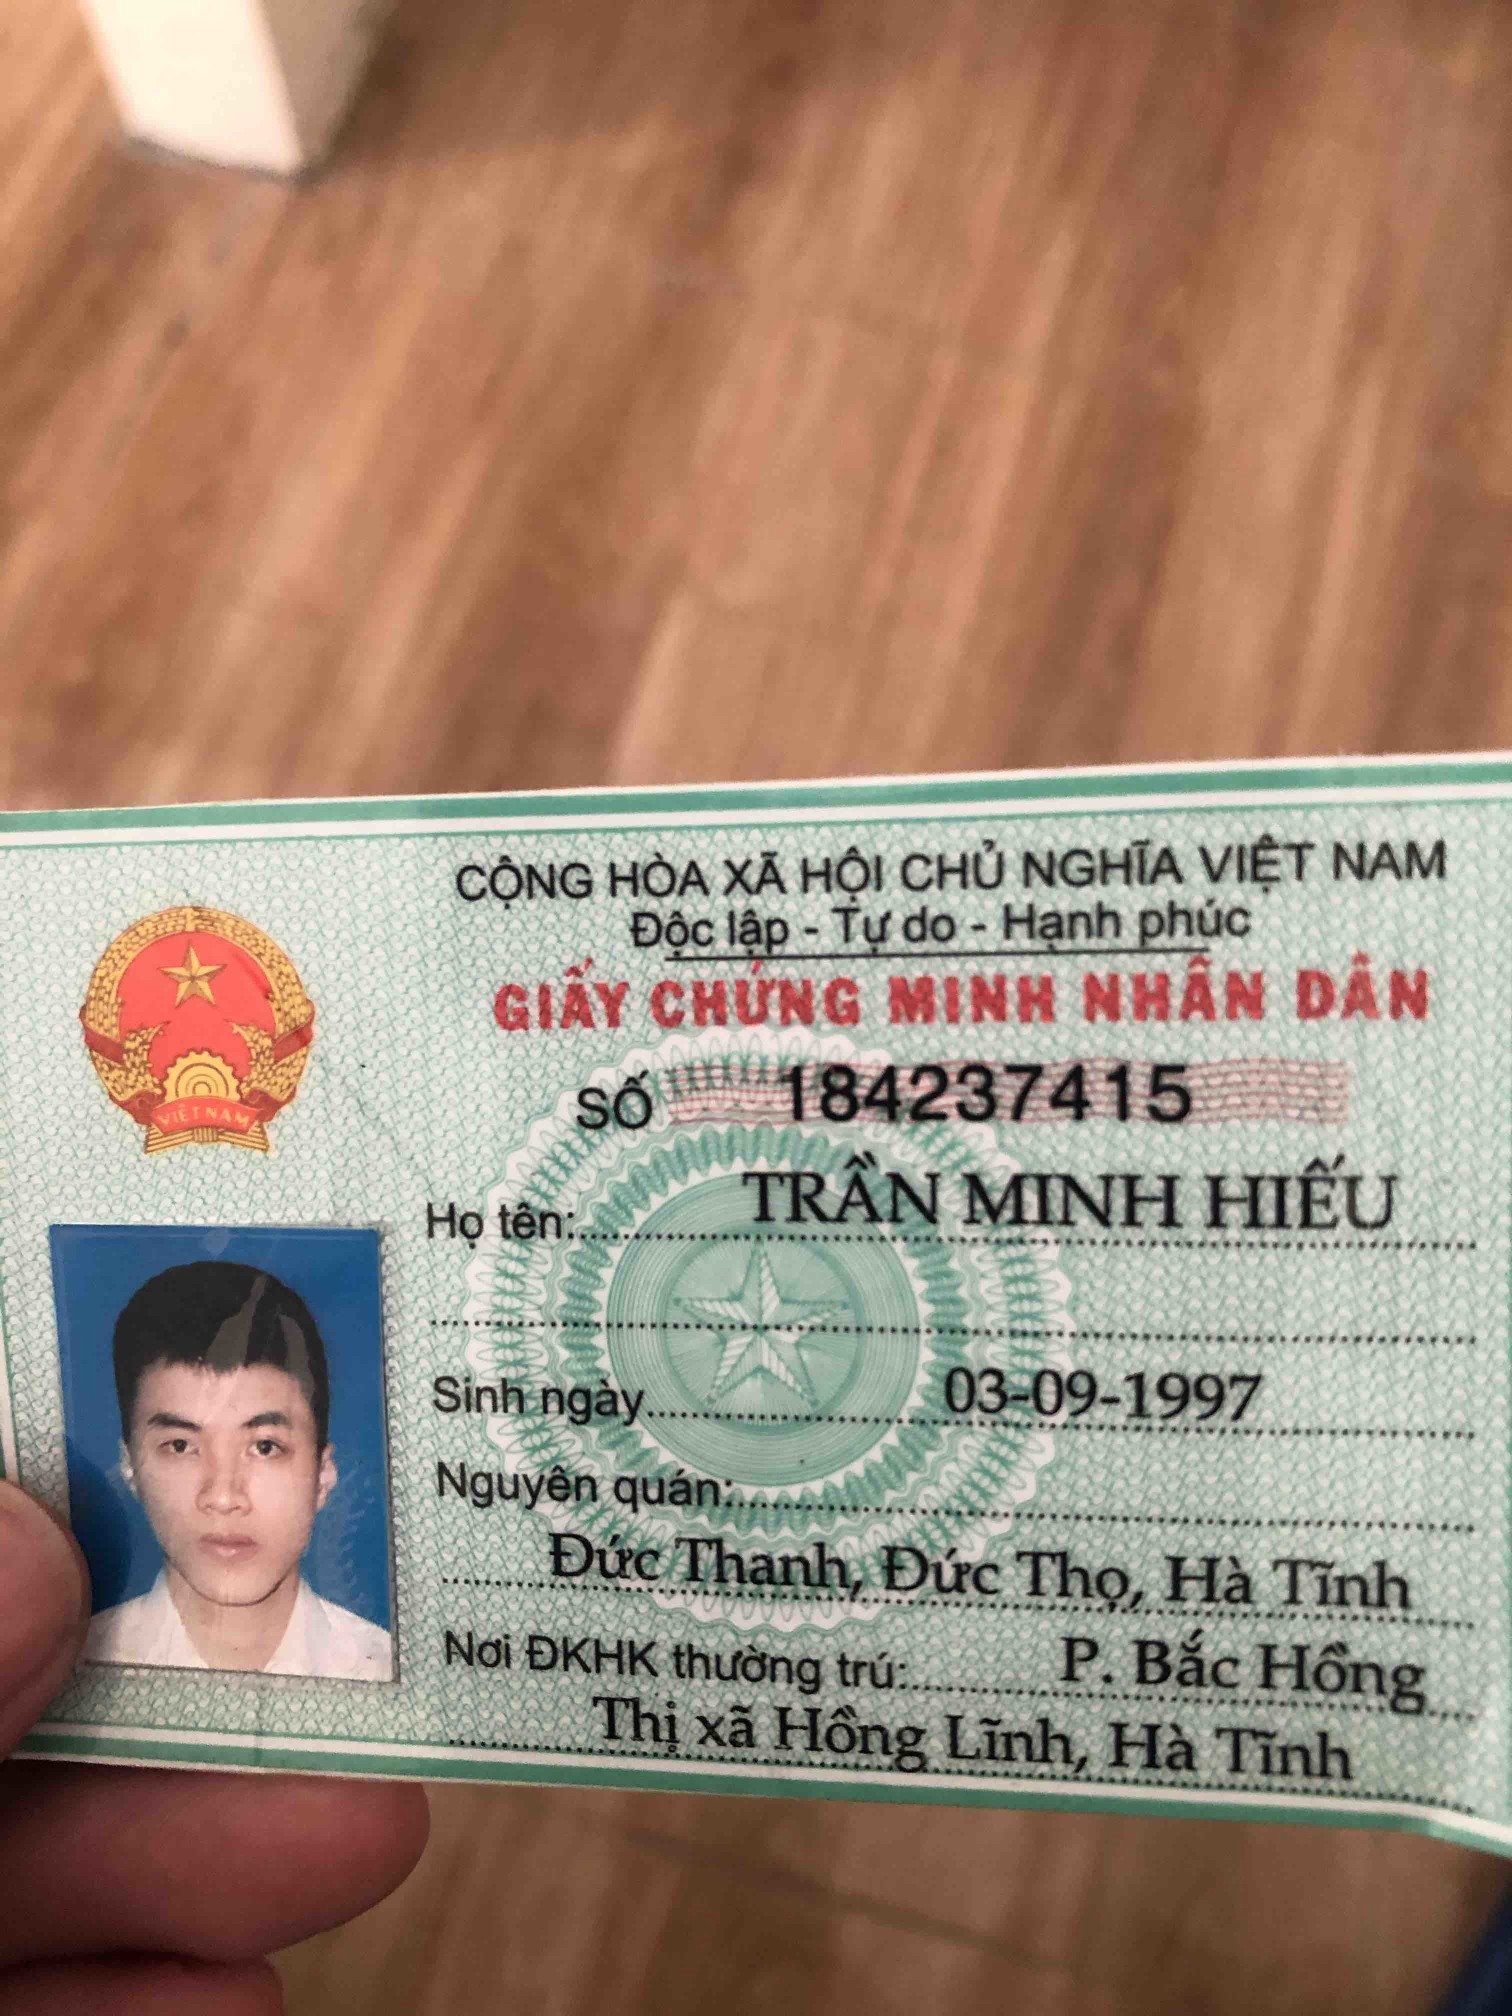 CỘNG HÒA XÃ HỘI CHỦ NGHĨA VIỆT NAM
Độc lập - Tự do - Hạnh phúc
GIẤY CHỨNG MINH NHÂN DÂN
SỐ 184237415
VIỆT NAM
Họ tên: TRẦN MINH HIẾU
Sinh ngày 03-09-1997
Nguyên quán:
Đức Thanh, Đức Thọ, Hà Tĩnh
Nơi ĐKHK thường trú: P. Bắc Hồng
Thị xã Hồng Lĩnh, Hà Tĩnh